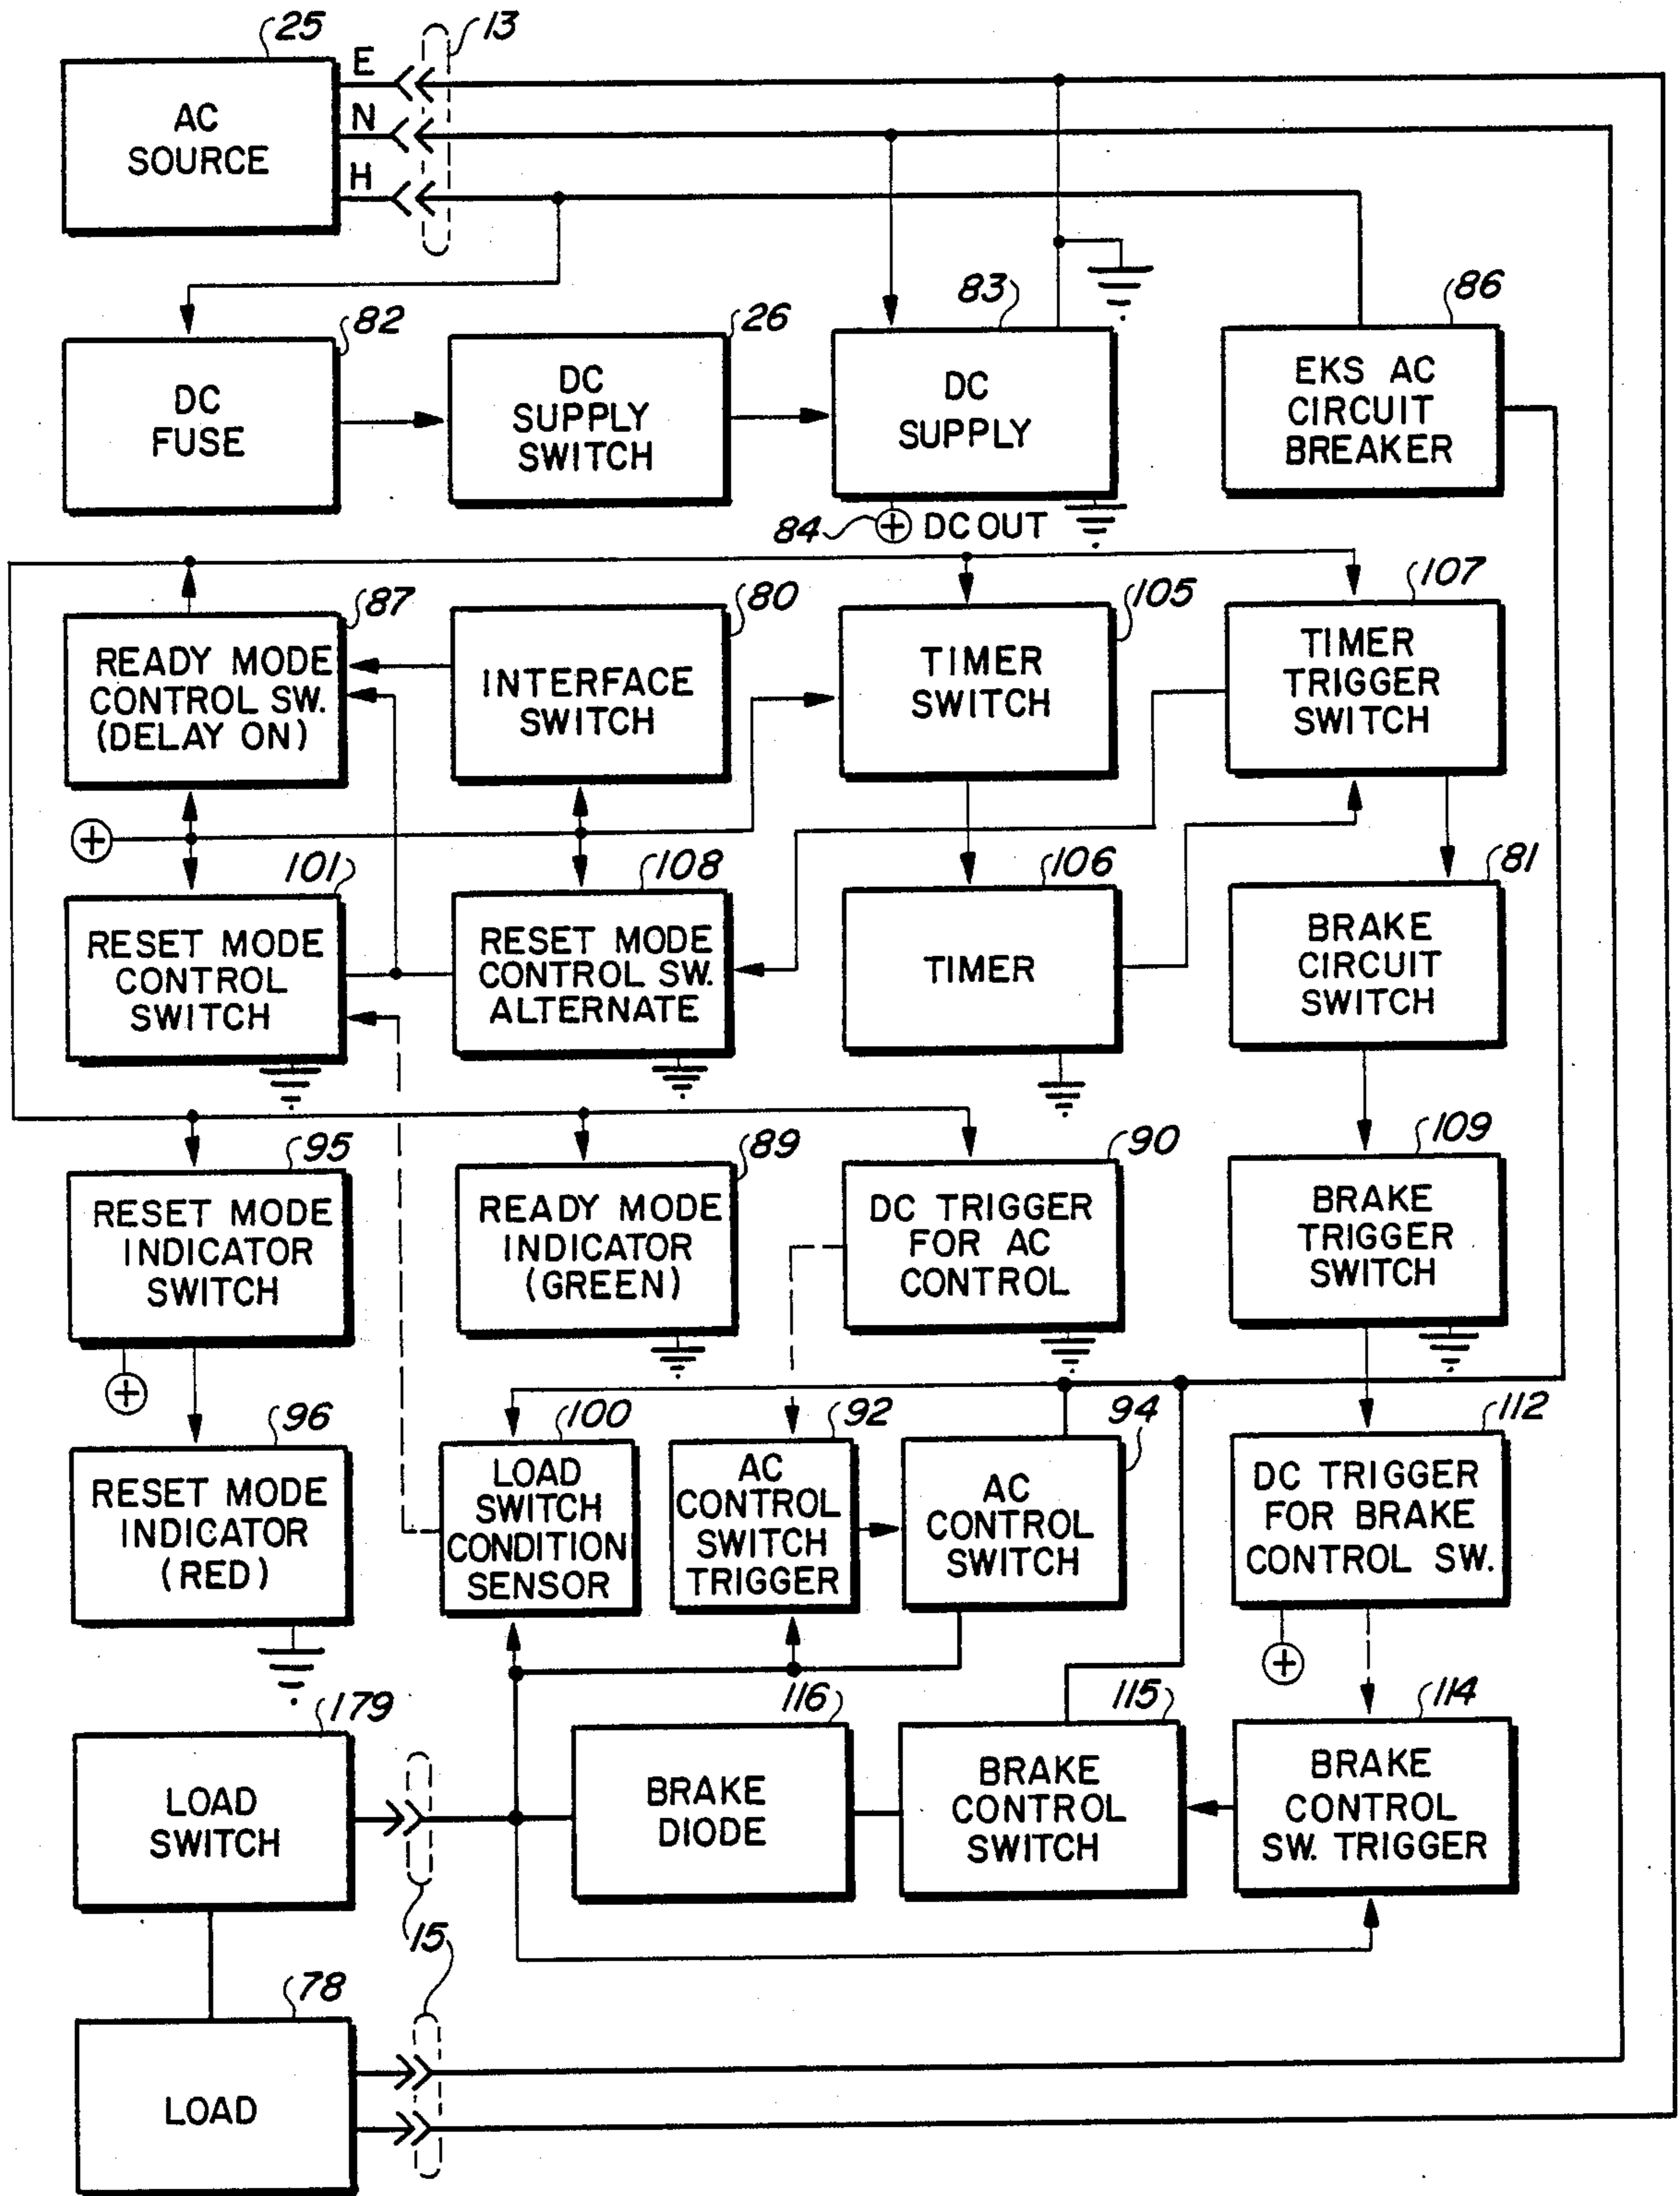 25
13
E
N
H
AC
SOURCE
82
26
83
86
DC
FUSE
DC
SUPPLY
SWITCH
DC
SUPPLY
EKS AC
CIRCUIT
BREAKER
84
+
DC OUT
87
80
105
107
READY MODE
CONTROL SW.
(DELAY ON)
INTERFACE
SWITCH
TIMER
SWITCH
TIMER
TRIGGER
SWITCH
+
101
108
106
81
RESET MODE
CONTROL
SWITCH
RESET MODE
CONTROL SW.
ALTERNATE
TIMER
BRAKE
CIRCUIT
SWITCH
95
89
90
109
RESET MODE
INDICATOR
SWITCH
READY MODE
INDICATOR
(GREEN)
DC TRIGGER
FOR AC
CONTROL
BRAKE
TRIGGER
SWITCH
+
96
100
92
94
112
RESET MODE
INDICATOR
(RED)
LOAD
SWITCH
CONDITION
SENSOR
AC
CONTROL
SWITCH
TRIGGER
AC
CONTROL
SWITCH
DC TRIGGER
FOR BRAKE
CONTROL SW.
+
179
116
115
114
LOAD
SWITCH
BRAKE
DIODE
BRAKE
CONTROL
SWITCH
BRAKE
CONTROL
SW. TRIGGER
15
78
LOAD